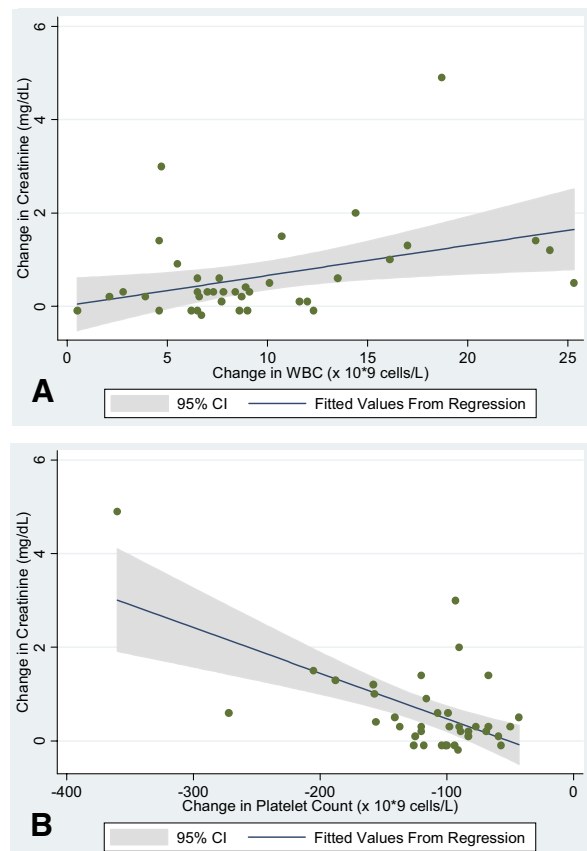 6
4
2
0
Change in Creatinine (mg/dL)
0 5 10 15 20 25
Change in WBC (x 10*9 cells/L)
A
95% CI Fitted Values From Regression
6
4
2
0
Change in Creatinine (mg/dL)
-400 -300 -200 -100 0
Change in Platelet Count (x 10*9 cells/L)
B
95% CI Fitted Values From Regression